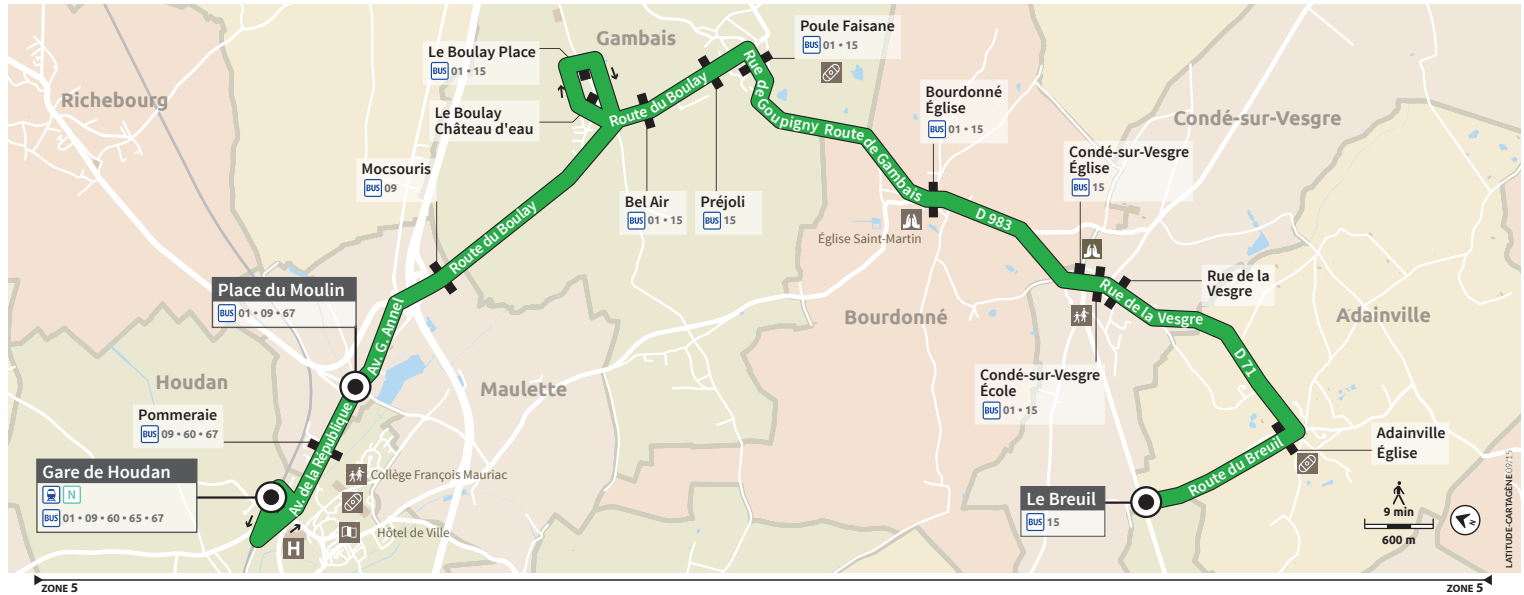 Richebourg
Gambais
Le Boulay Place
BUS 01 • 15
Le Boulay
Château d'eau
Mocsouris
BUS 09
Poule Faisane
BUS 01 • 15
Bourdonné
Église
BUS 01 • 15
Condé-sur-Vesgre
Condé-sur-Vesgre
Église
BUS 15
Route du Boulay
Rue de Goupigny
Route de Gambais
Bel Air
BUS 01 • 15
Préjoli
BUS 15
Église Saint-Martin
D 983
Route du Boulay
Place du Moulin
BUS 01 • 09 • 67
Av. G. Annel
Rue de la
Vesgre
Rue de la Vesgre
Bourdonné
Adainville
Houdan
Maulette
D 71
Condé-sur-Vesgre
École
BUS 01 • 15
Pommeraie
BUS 09 • 60 • 67
Av. de la République
Gare de Houdan
N
BUS 01 • 09 • 60 • 65 • 67
Collège François Mauriac
Hôtel de Ville
H
Adainville
Église
Route du Breuil
Le Breuil
BUS 15
9 min
600 m
N
LATITUDE-CARTAGÈNE 09/15
ZONE 5
ZONE 5